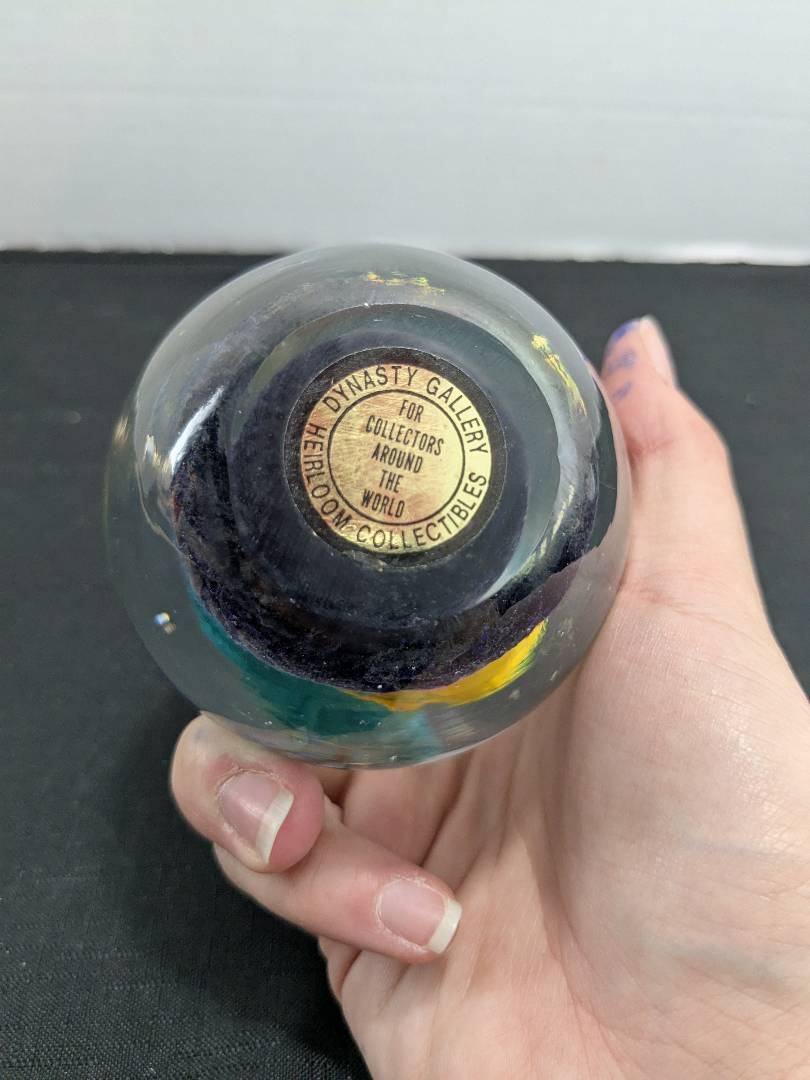 DYNASTY GALLERY
HEIRLOOM COLLECTIBLES
FOR
COLLECTORS
AROUND
THE
WORLD